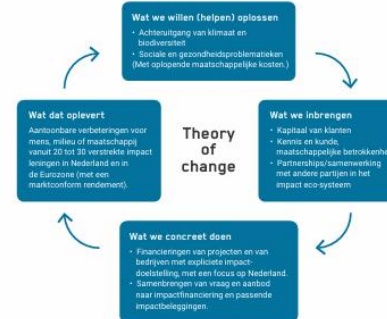 Wat we willen (helpen) oplossen
• Achteruitgang van klimaat en
biodiversiteit
• Sociale en gezondheidsproblematieken
(Met oplopende maatschappelijke kosten.)
Wat dat oplevert
Aantoonbare verbeteringen voor
mens, milieu of maatschappij
vanuit 20 tot 30 verstrekte impact
leningen in Nederland en in
de Eurozone (met een
marktconform rendement).
Theory
of
change
Wat we inbrengen
• Kapitaal van klanten
• Kennis en kunde,
maatschappelijke betrokkenhe
• Partnerships/samenwerking
met andere partijen in het
impact eco-systeem
Wat we concreet doen
• Financieringen van projecten en van
bedrijven met expliciete impact-
doelstelling, met een focus op Nederland.
• Samenbrengen van vraag en aanbod
naar impactfinanciering en passende
impactbeleggingen.